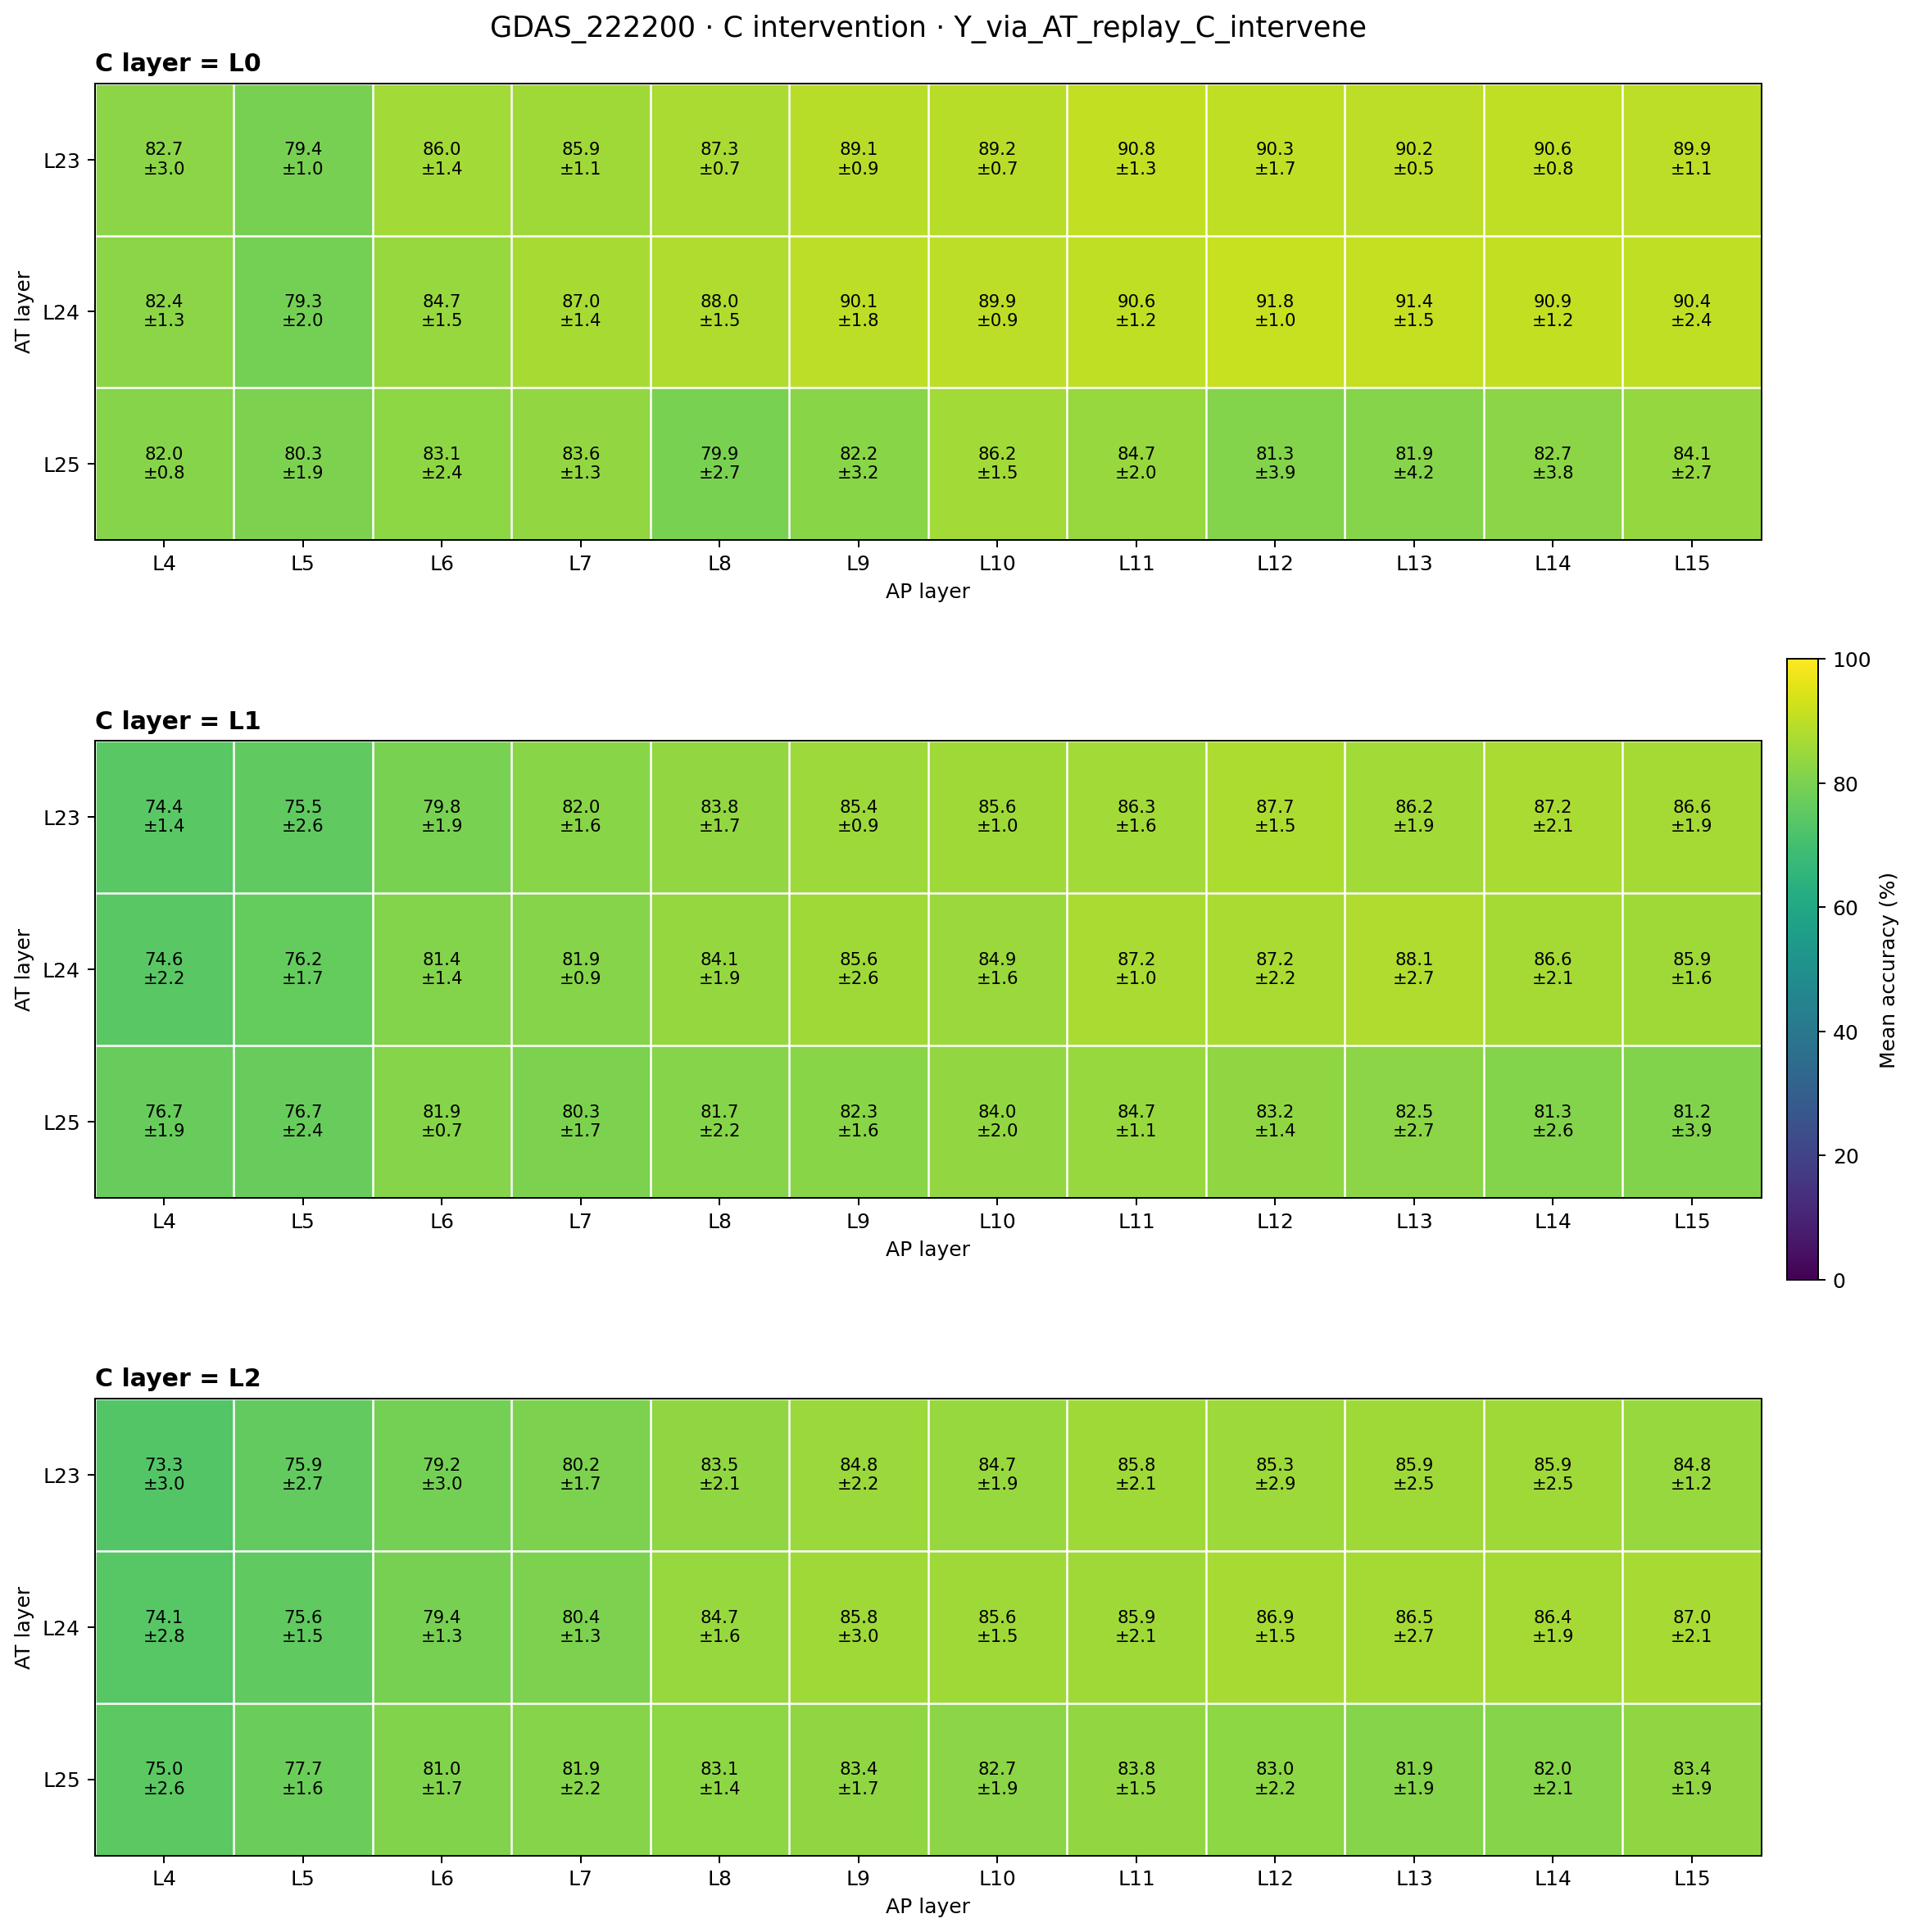 GDAS_222200 · C intervention · Y_via_AT_replay_C_intervene
C layer = L0
AT layer
L23
82.7 79.4 86.0 85.9 87.3 89.1 89.2 90.8 90.3 90.2 90.6 89.9
±3.0 ±1.0 ±1.4 ±1.1 ±0.7 ±0.9 ±0.7 ±1.3 ±1.7 ±0.5 ±0.8 ±1.1
L24
82.4 79.3 84.7 87.0 88.0 90.1 89.9 90.6 91.8 91.4 90.9 90.4
±1.3 ±2.0 ±1.5 ±1.4 ±1.5 ±1.8 ±0.9 ±1.2 ±1.0 ±1.5 ±1.2 ±2.4
L25
82.0 80.3 83.1 83.6 79.9 82.2 86.2 84.7 81.3 81.9 82.7 84.1
±0.8 ±1.9 ±2.4 ±1.3 ±2.7 ±3.2 ±1.5 ±2.0 ±3.9 ±4.2 ±3.8 ±2.7
L4 L5 L6 L7 L8 L9 L10 L11 L12 L13 L14 L15
AP layer
C layer = L1
AT layer
L23
74.4 75.5 79.8 82.0 83.8 85.4 85.6 86.3 87.7 86.2 87.2 86.6
±1.4 ±2.6 ±1.9 ±1.6 ±1.7 ±0.9 ±1.0 ±1.6 ±1.5 ±1.9 ±2.1 ±1.9
L24
74.6 76.2 81.4 81.9 84.1 85.6 84.9 87.2 87.2 88.1 86.6 85.9
±2.2 ±1.7 ±1.4 ±0.9 ±1.9 ±2.6 ±1.6 ±1.0 ±2.2 ±2.7 ±2.1 ±1.6
L25
76.7 76.7 81.9 80.3 81.7 82.3 84.0 84.7 83.2 82.5 81.3 81.2
±1.9 ±2.4 ±0.7 ±1.7 ±2.2 ±1.6 ±2.0 ±1.1 ±1.4 ±2.7 ±2.6 ±3.9
L4 L5 L6 L7 L8 L9 L10 L11 L12 L13 L14 L15
AP layer
100
80
60
40
20
0
Mean accuracy (%)
C layer = L2
AT layer
L23
73.3 75.9 79.2 80.2 83.5 84.8 84.7 85.8 85.3 85.9 85.9 84.8
±3.0 ±2.7 ±3.0 ±1.7 ±2.1 ±2.2 ±1.9 ±2.1 ±2.9 ±2.5 ±2.5 ±1.2
L24
74.1 75.6 79.4 80.4 84.7 85.8 85.6 85.9 86.9 86.5 86.4 87.0
±2.8 ±1.5 ±1.3 ±1.3 ±1.6 ±3.0 ±1.5 ±2.1 ±1.5 ±2.7 ±1.9 ±2.1
L25
75.0 77.7 81.0 81.9 83.1 83.4 82.7 83.8 83.0 81.9 82.0 83.4
±2.6 ±1.6 ±1.7 ±2.2 ±1.4 ±1.7 ±1.9 ±1.5 ±2.2 ±1.9 ±2.1 ±1.9
L4 L5 L6 L7 L8 L9 L10 L11 L12 L13 L14 L15
AP layer